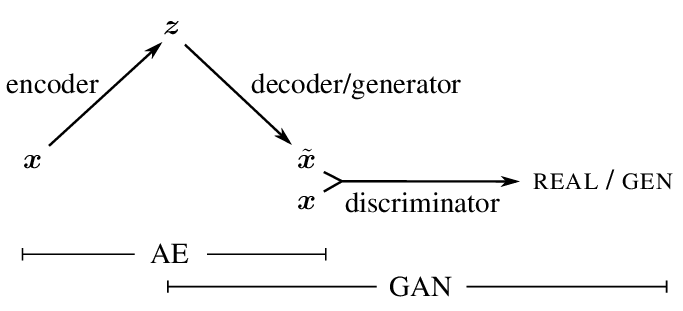 z
encoder
decoder/generator
x
x̃
x
REAL / GEN
discriminator
AE
GAN